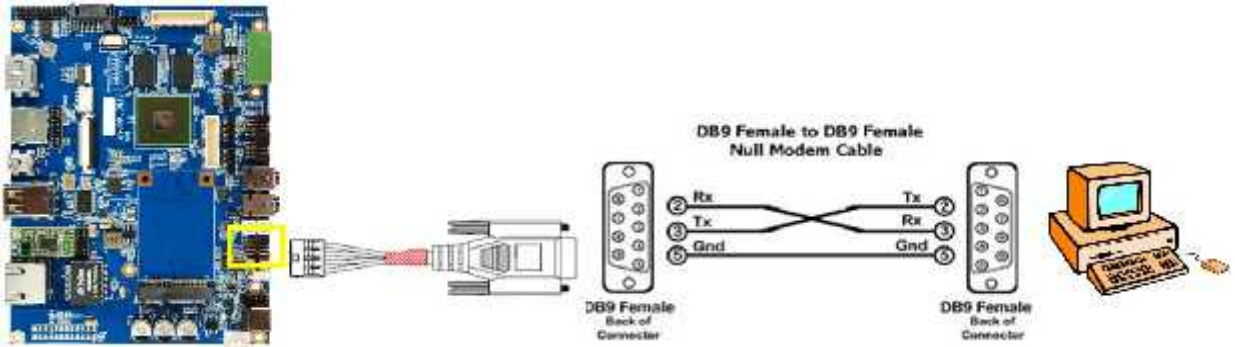 DB9 Female to DB9 Female
Null Modem Cable
2 Rx Tx 2
3 Tx Rx 3
5 Gnd Gnd 5
DB9 Female
Back of
Connector
DB9 Female
Back of
Connector